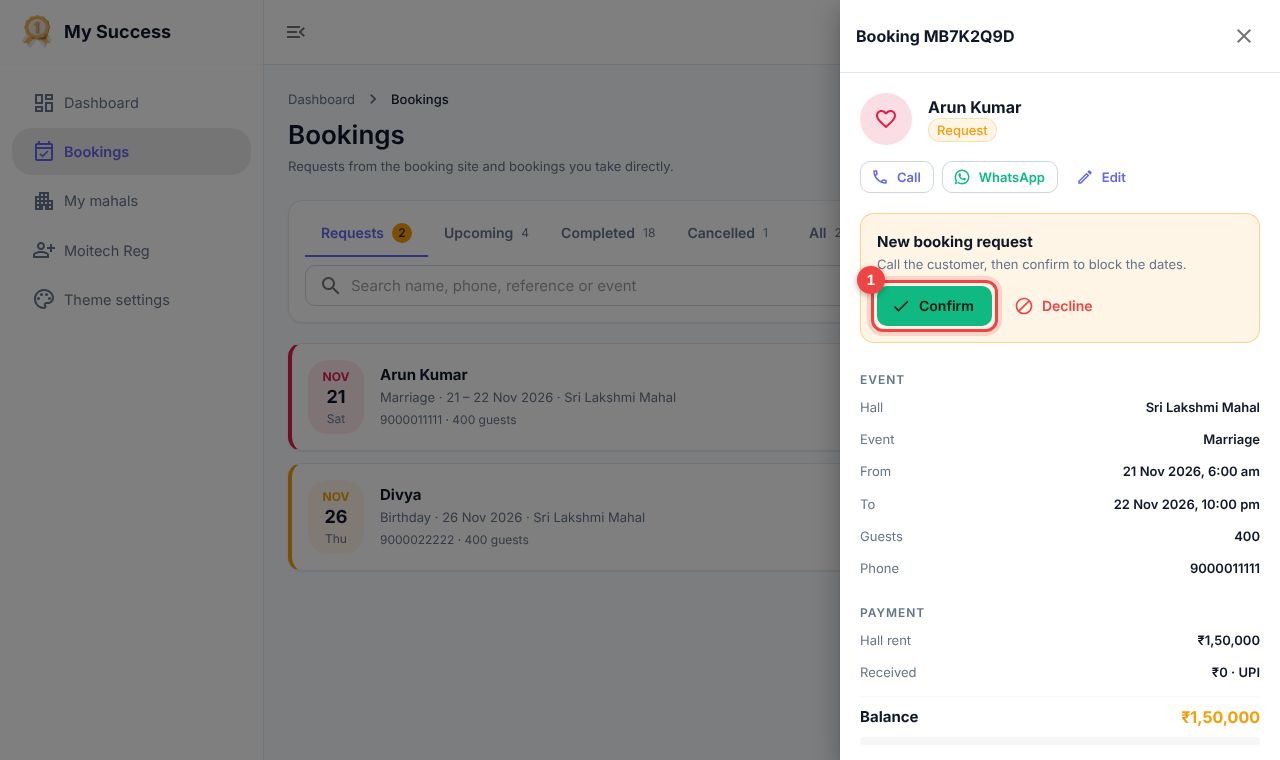 My Success
Dashboard
Bookings
My mahals
Moitech Reg
Theme settings
Dashboard > Bookings
Bookings
Requests from the booking site and bookings you take directly.
Requests 2 Upcoming 4 Completed 18 Cancelled 1 All 2
Search name, phone, reference or event
NOV
21
Sat
Arun Kumar
Marriage · 21 – 22 Nov 2026 · Sri Lakshmi Mahal
9000011111 · 400 guests
NOV
26
Thu
Divya
Birthday · 26 Nov 2026 · Sri Lakshmi Mahal
9000022222 · 400 guests
Booking MB7K2Q9D
Arun Kumar
Request
Call WhatsApp Edit
New booking request
Call the customer, then confirm to block the dates.
1
Confirm Decline
EVENT
Hall Sri Lakshmi Mahal
Event Marriage
From 21 Nov 2026, 6:00 am
To 22 Nov 2026, 10:00 pm
Guests 400
Phone 9000011111
PAYMENT
Hall rent ₹1,50,000
Received ₹0 · UPI
Balance ₹1,50,000